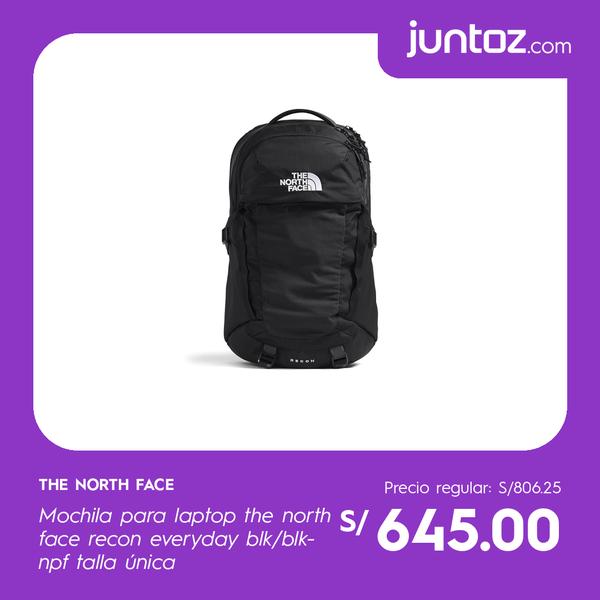 juntoz.com
THE
NORTH
FACE
RECON
THE NORTH FACE
Mochila para laptop the north
face recon everyday blk/blk-
npf talla única
Precio regular: S/806.25
S/ 645.00